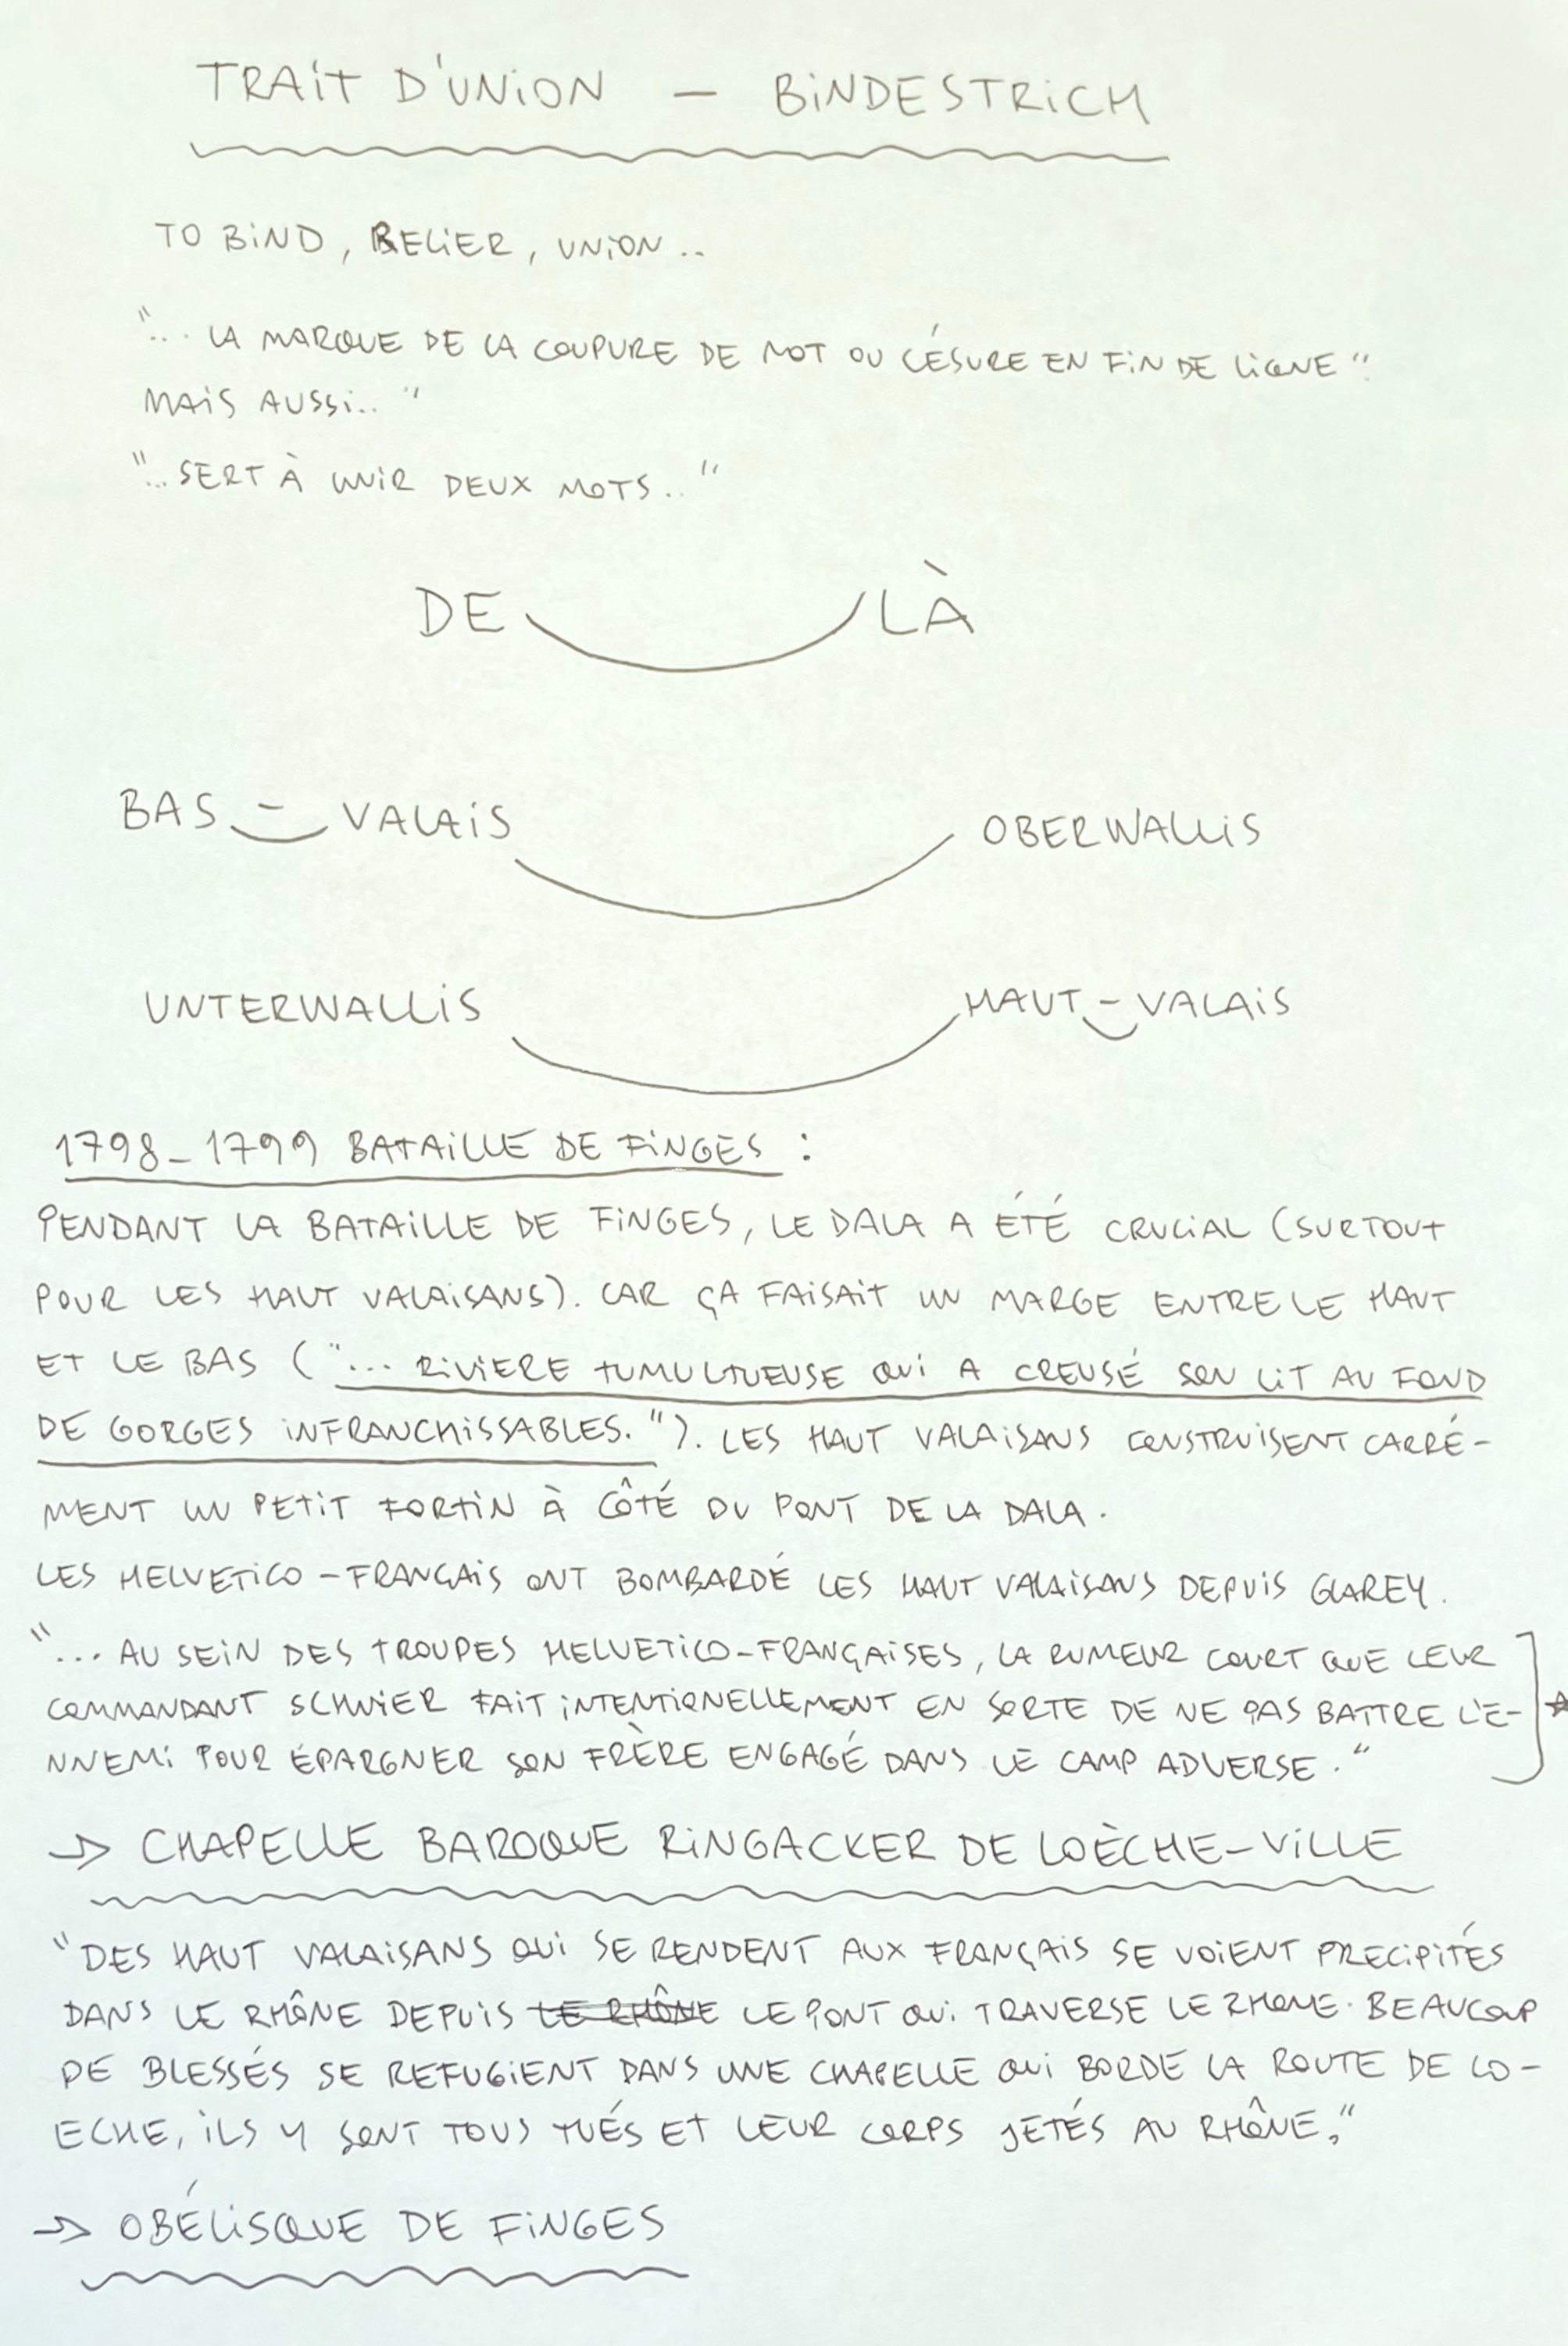 TRAIT D'UNION — BINDESTRICH
TO BIND, RELIER, UNION..
"... LA MARQUE DE LA COUPURE DE MOT OU CÉSURE EN FIN DE LIGNE"
MAIS AUSSI.. "
"..SERT À UNIR DEUX MOTS.."
DE LÀ
BAS - VALAIS OBERWALLIS
UNTERWALLIS HAUT - VALAIS
1798-1799 BATAILLE DE FINGES :
PENDANT LA BATAILLE DE FINGES, LE DALA A ÉTÉ CRUCIAL (SURTOUT
POUR LES HAUT VALAISANS). CAR ÇA FAISAIT UN MARGE ENTRE LE HAUT
ET LE BAS ("... RIVIERE TUMULTUEUSE QUI A CREUSÉ SON LIT AU FOND
DE GORGES INFRANCHISSABLES."). LES HAUT VALAISANS CONSTRUISENT CARRÉ-
MENT UN PETIT FORTIN À CÔTÉ DU PONT DE LA DALA.
LES HELVETICO-FRANÇAIS ONT BOMBARDÉ LES HAUT VALAISANS DEPUIS GLAREY.
"... AU SEIN DES TROUPES HELVETICO-FRANÇAISES, LA RUMEUR COURT QUE LEUR
COMMANDANT FAIT INTENTIONELLEMENT EN SORTE DE NE PAS BATTRE L'E-
NNEMI POUR ÉPARGNER SON FRÈRE ENGAGÉ DANS LE CAMP ADVERSE."
→ CHAPELLE BAROQUE RINGACKER DE LOÈCHE-VILLE
"DES HAUT VALAISANS QUI SE RENDENT AUX FRANÇAIS SE VOIENT PRECIPITÉS
DANS LE RHÔNE DEPUIS LE RHÔNE LE PONT QUI TRAVERSE LE RHONE. BEAUCOUP
DE BLESSÉS SE REFUGIENT DANS UNE CHAPELLE QUI BORDE LA ROUTE DE LO-
ECHE, ILS Y SONT TOUS TUÉS ET LEUR CORPS JETÉS AU RHÔNE."
→ OBÉLISQUE DE FINGES